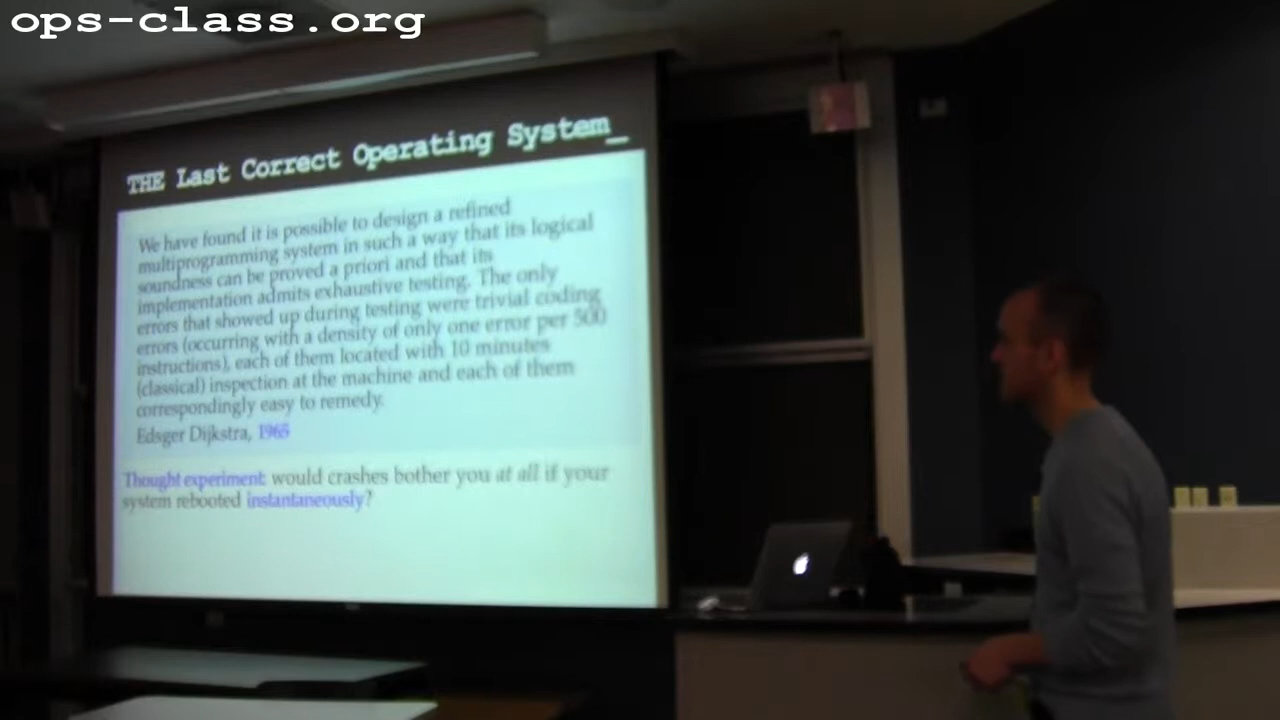 ops-class.org
THE Last Correct Operating System_
We have found it is possible to design a refined
multiprogramming system in such a way that its logical
soundness can be proved a priori and that its
implementation admits exhaustive testing. The only
errors that showed up during testing were trivial coding
errors (occurring with a density of only one error per 500
instructions), each of them located with 10 minutes
(classical) inspection at the machine and each of them
correspondingly easy to remedy.
Edsger Dijkstra, 1965
Thought experiment: would crashes bother you at all if your
system rebooted instantaneously?